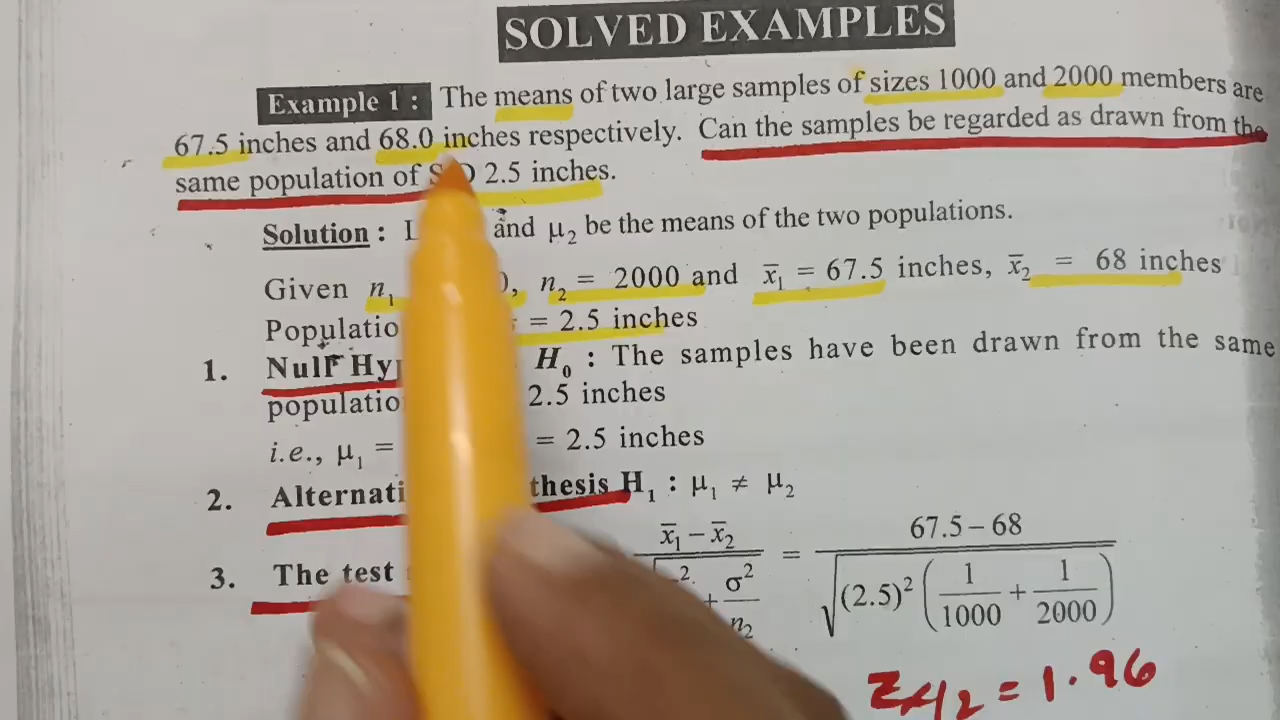 SOLVED EXAMPLES
Example 1 : The means of two large samples of sizes 1000 and 2000 members are
67.5 inches and 68.0 inches respectively. Can the samples be regarded as drawn from the
same population of 2.5 inches.
Solution : and μ₂ be the means of the two populations.
Given n₁ , n₂ = 2000 and x̄₁ = 67.5 inches, x̄₂ = 68 inches
= 2.5 inches
1. Null H₀ : The samples have been drawn from the same
2.5 inches
i.e., μ₁ = = 2.5 inches
2. H₁ : μ₁ ≠ μ₂
3. The test x̄₁ – x̄₂ / + σ²/n₂ = 67.5 – 68 / √((2.5)² (1/1000 + 1/2000))
Zα/2 = 1.96